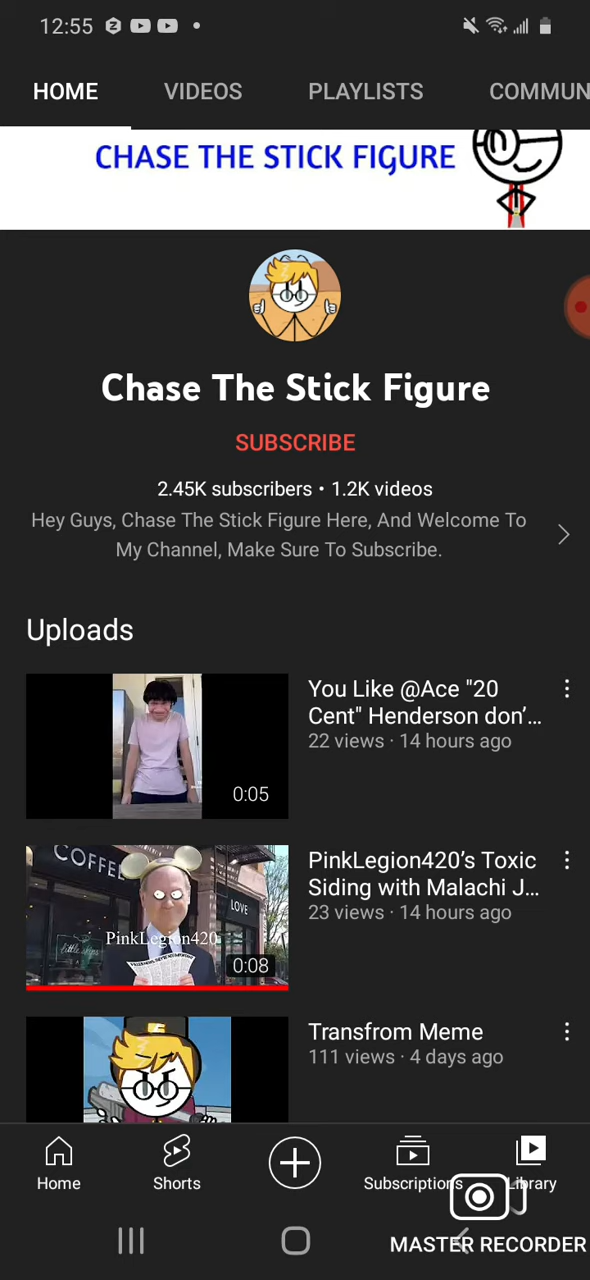 12:55
HOME VIDEOS PLAYLISTS COMMUN
CHASE THE STICK FIGURE
Chase The Stick Figure
SUBSCRIBE
2.45K subscribers • 1.2K videos
Hey Guys, Chase The Stick Figure Here, And Welcome To
My Channel, Make Sure To Subscribe.
Uploads
You Like @Ace "20
Cent" Henderson don’...
22 views · 14 hours ago
0:05
COFFEE
LOVE
PinkLegion420
0:08
PinkLegion420’s Toxic
Siding with Malachi J...
23 views · 14 hours ago
Transfrom Meme
111 views · 4 days ago
Home Shorts Subscriptions Library
MASTER RECORDER